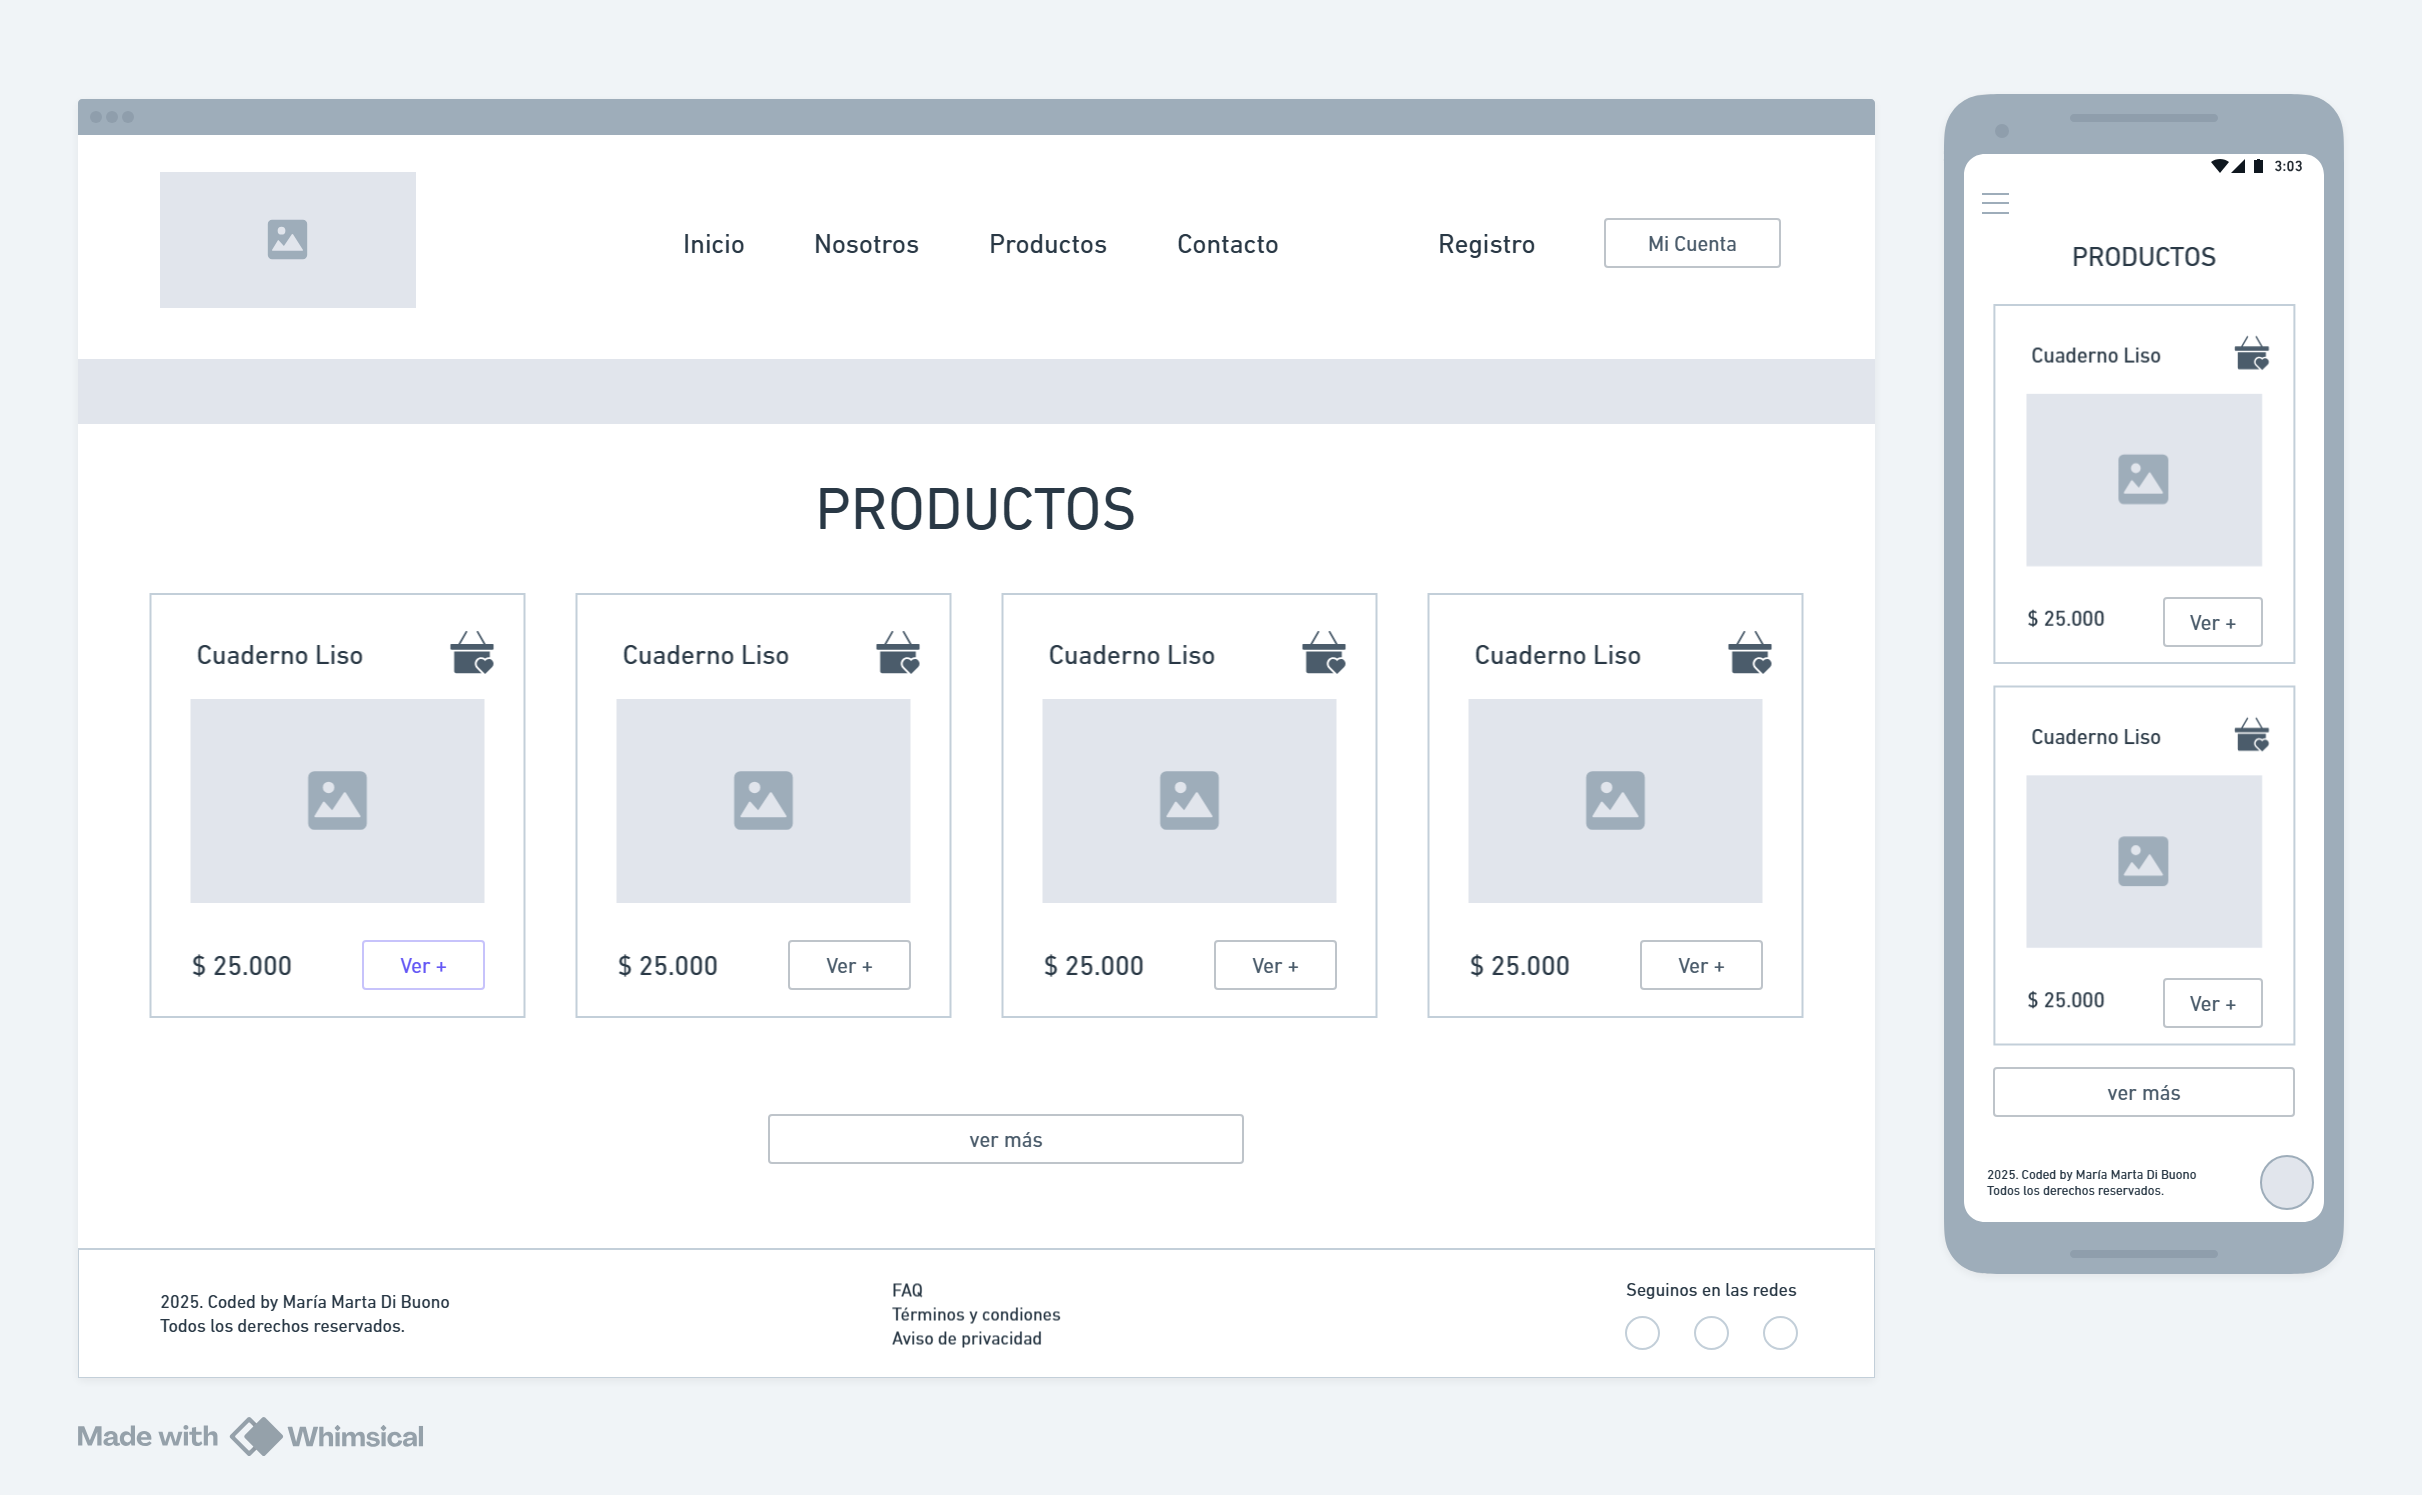 Inicio Nosotros Productos Contacto Registro Mi Cuenta
PRODUCTOS
Cuaderno Liso Cuaderno Liso Cuaderno Liso Cuaderno Liso
$ 25.000 Ver + $ 25.000 Ver + $ 25.000 Ver + $ 25.000 Ver +
ver más
2025. Coded by María Marta Di Buono
Todos los derechos reservados.
FAQ
Términos y condiones
Aviso de privacidad
Seguinos en las redes
3:03
PRODUCTOS
Cuaderno Liso
$ 25.000 Ver +
Cuaderno Liso
$ 25.000 Ver +
ver más
2025. Coded by María Marta Di Buono
Todos los derechos reservados.
Made with Whimsical